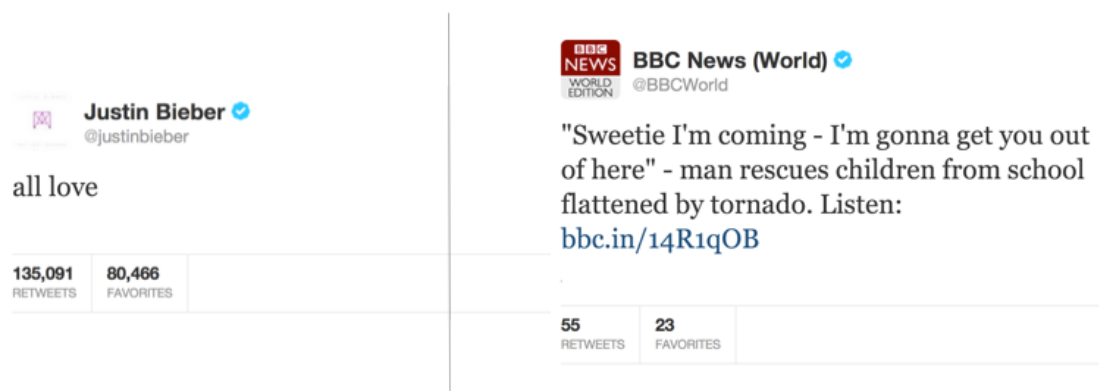 Justin Bieber
@justinbieber
all love
135,091 80,466
RETWEETS FAVORITES
BBC
NEWS
WORLD
EDITION
BBC News (World)
@BBCWorld
"Sweetie I'm coming - I'm gonna get you out
of here" - man rescues children from school
flattened by tornado. Listen:
bbc.in/14R1qOB
55 23
RETWEETS FAVORITES